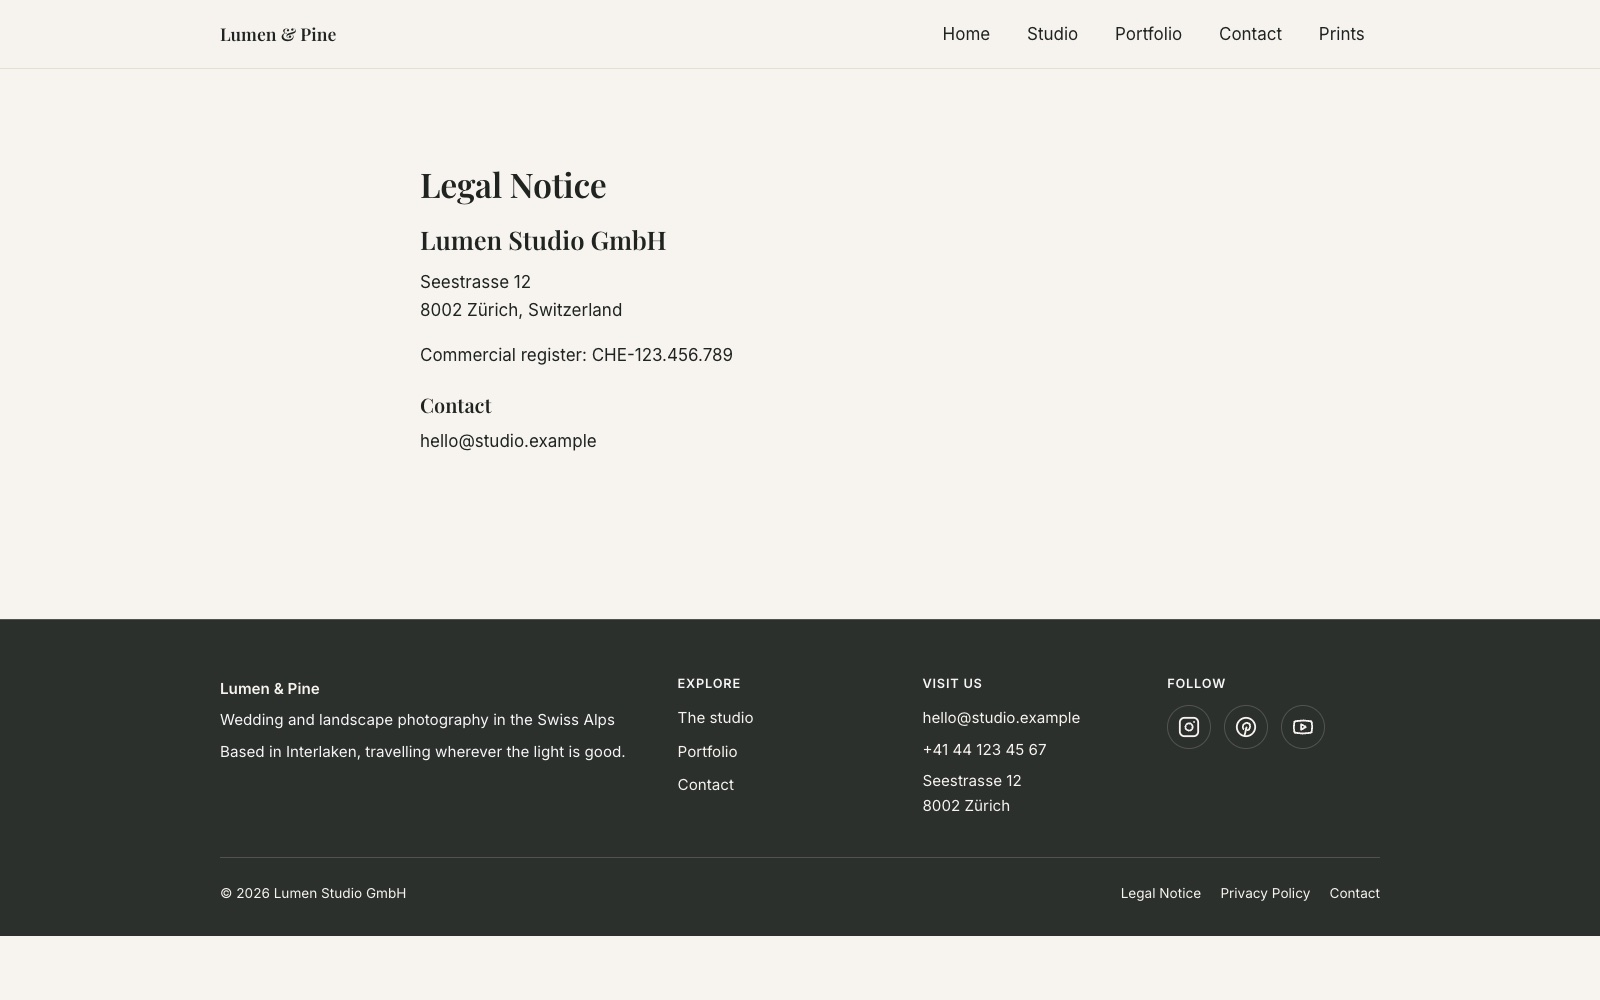 Lumen & Pine
Home
Studio
Portfolio
Contact
Prints
Legal Notice
Lumen Studio GmbH
Seestrasse 12
8002 Zürich, Switzerland
Commercial register: CHE-123.456.789
Contact
hello@studio.example
Lumen & Pine
Wedding and landscape photography in the Swiss Alps
Based in Interlaken, travelling wherever the light is good.
EXPLORE
The studio
Portfolio
Contact
VISIT US
hello@studio.example
+41 44 123 45 67
Seestrasse 12
8002 Zürich
FOLLOW
© 2026 Lumen Studio GmbH
Legal Notice
Privacy Policy
Contact